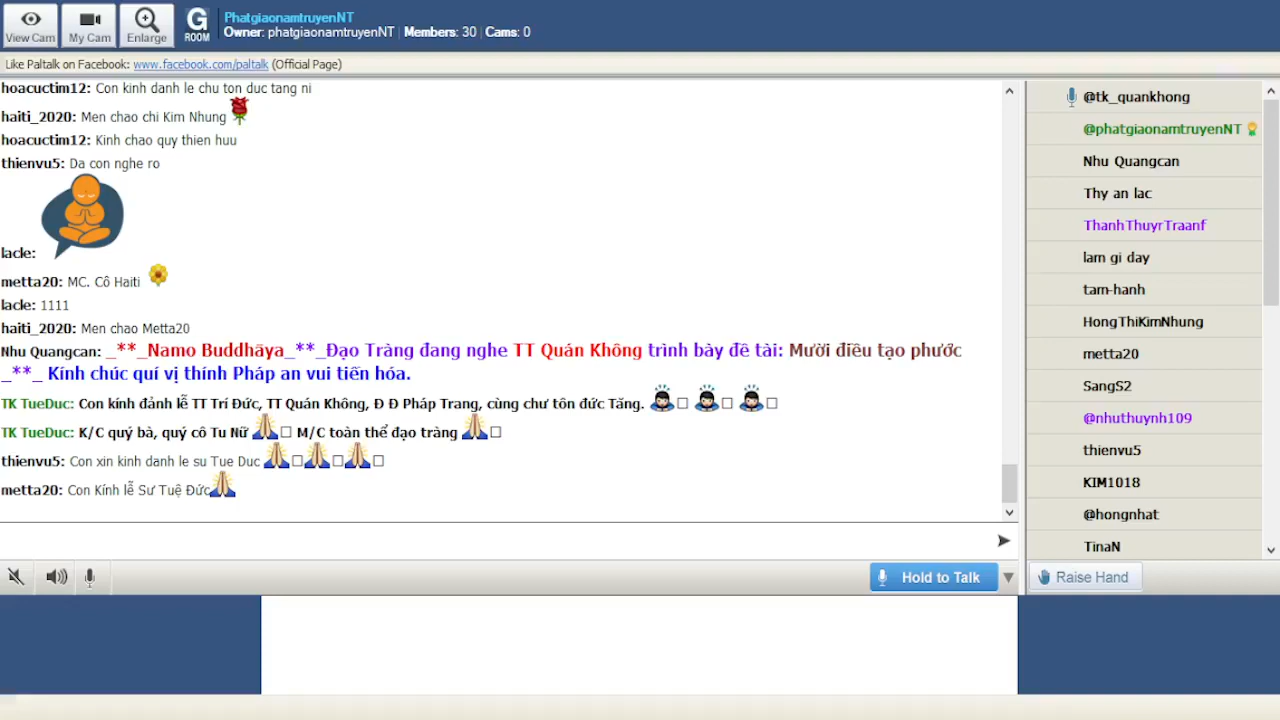 View Cam
My Cam
Enlarge
G
ROOM
PhatgiaonamtruyenNT
Owner: phatgiaonamtruyenNT | Members: 30 | Cams: 0
Like Paltalk on Facebook: www.facebook.com/paltalk (Official Page)
hoacuctim12: Con kinh danh le chu ton duc tang ni
haiti_2020: Men chao chi Kim Nhung
hoacuctim12: Kinh chao quy thien huu
thienvu5: Da con nghe ro
lacle:
metta20: MC. Cô Haiti
lacle: 1111
haiti_2020: Men chao Metta20
Nhu Quangcan: _**_Namo Buddhāya_**_Đạo Tràng đang nghe TT Quán Không trình bày đề tài: Mười điều tạo phước
_**_ Kính chúc quí vị thính Pháp an vui tiến hóa.
TK TueDuc: Con kính đảnh lễ TT Trí Đức, TT Quán Không, Đ Đ Pháp Trang, cùng chư tôn đức Tăng.
TK TueDuc: K/C quý bà, quý cô Tu Nữ M/C toàn thể đạo tràng
thienvu5: Con xin kinh danh le su Tue Duc
metta20: Con Kính lễ Sư Tuệ Đức
Hold to Talk
@tk_quankhong
@phatgiaonamtruyenNT
Nhu Quangcan
Thy an lac
ThanhThuyrTraanf
lam gi day
tam-hanh
HongThiKimNhung
metta20
SangS2
@nhuthuynh109
thienvu5
KIM1018
@hongnhat
TinaN
Raise Hand